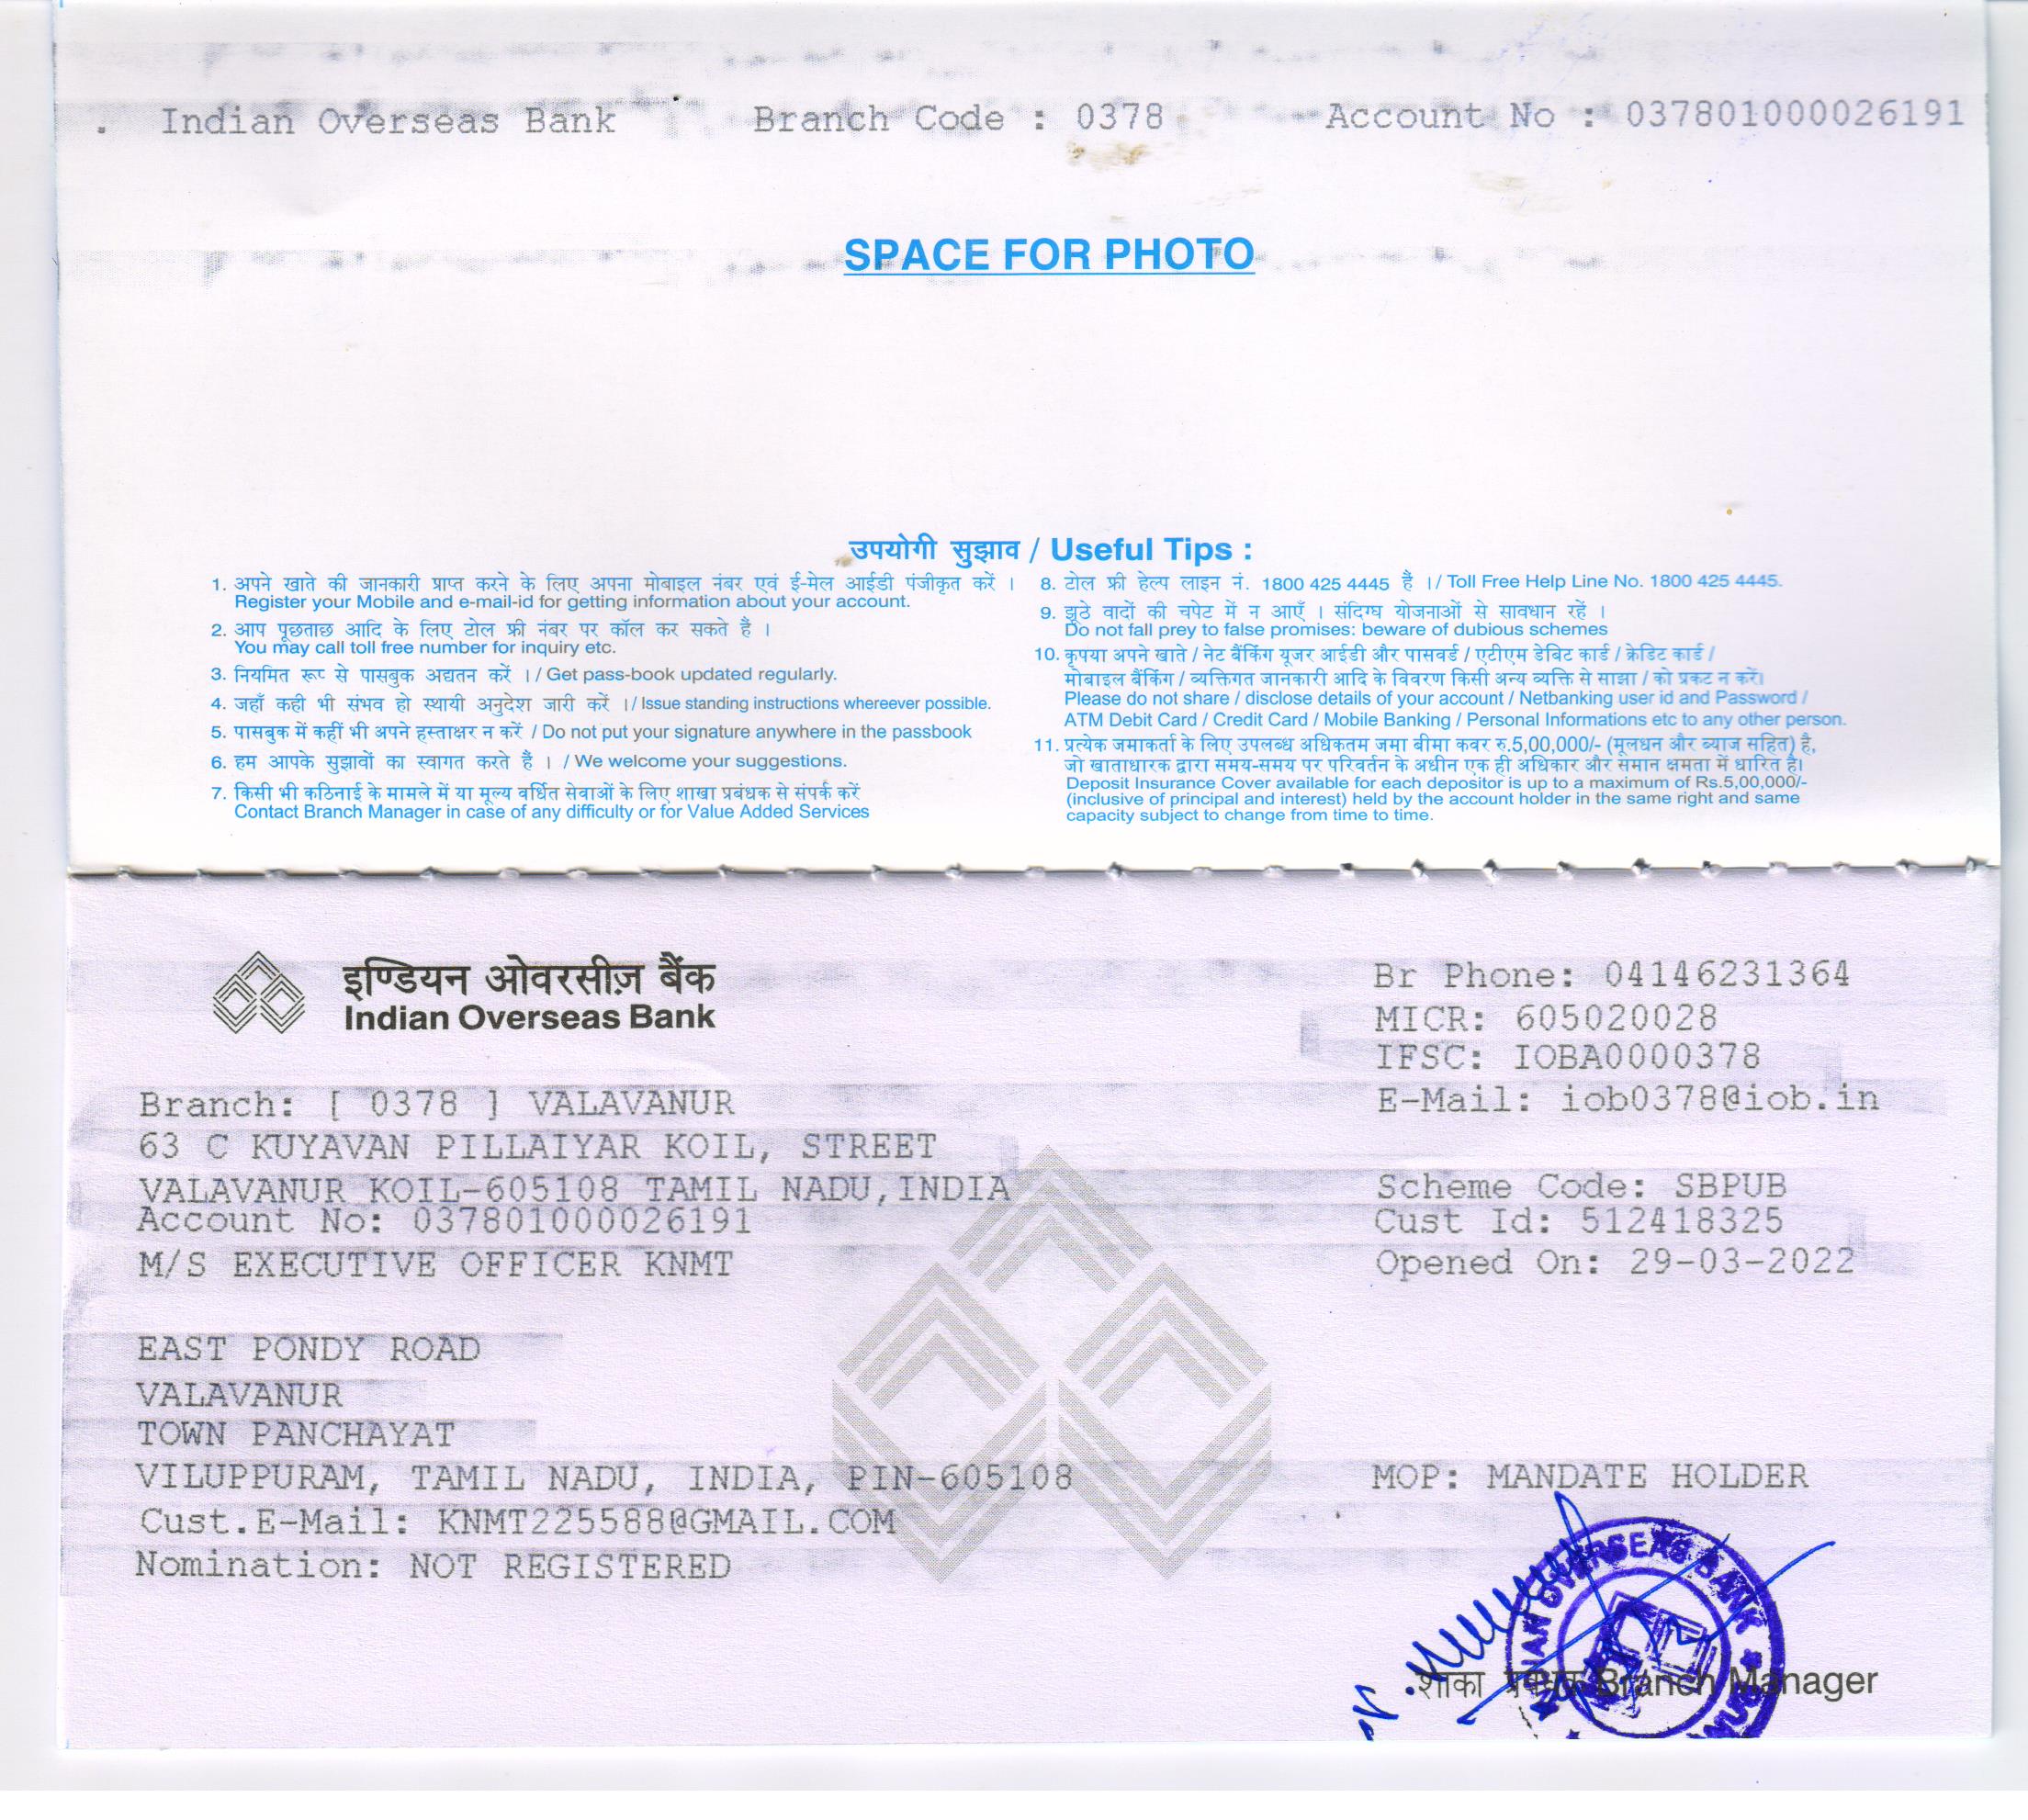 . Indian Overseas Bank Branch Code : 0378 Account No : 037801000026191
SPACE FOR PHOTO
उपयोगी सुझाव / Useful Tips :
1. अपने खाते की जानकारी प्राप्त करने के लिए अपना मोबाइल नंबर एवं ई-मेल आईडी पंजीकृत करें ।
Register your Mobile and e-mail-id for getting information about your account.
2. आप पूछताछ आदि के लिए टोल फ्री नंबर पर कॉल कर सकते हैं ।
You may call toll free number for inquiry etc.
3. नियमित रूप से पासबुक अद्यतन करें ।/ Get pass-book updated regularly.
4. जहाँ कही भी संभव हो स्थायी अनुदेश जारी करें ।/ Issue standing instructions whereever possible.
5. पासबुक में कहीं भी अपने हस्ताक्षर न करें / Do not put your signature anywhere in the passbook
6. हम आपके सुझावों का स्वागत करते हैं । / We welcome your suggestions.
7. किसी भी कठिनाई के मामले में या मूल्य वर्धित सेवाओं के लिए शाखा प्रबंधक से संपर्क करें
Contact Branch Manager in case of any difficulty or for Value Added Services
8. टोल फ्री हेल्प लाइन नं. 1800 425 4445 है ।/ Toll Free Help Line No. 1800 425 4445.
9. झूठे वादों की चपेट में न आएँ । संदिग्ध योजनाओं से सावधान रहें ।
Do not fall prey to false promises: beware of dubious schemes
10. कृपया अपने खाते / नेट बैंकिंग यूजर आईडी और पासवर्ड / एटीएम डेबिट कार्ड / क्रेडिट कार्ड /
मोबाइल बैंकिंग / व्यक्तिगत जानकारी आदि के विवरण किसी अन्य व्यक्ति से साझा / को प्रकट न करें।
Please do not share / disclose details of your account / Netbanking user id and Password /
ATM Debit Card / Credit Card / Mobile Banking / Personal Informations etc to any other person.
11. प्रत्येक जमाकर्ता के लिए उपलब्ध अधिकतम जमा बीमा कवर रु.5,00,000/- (मूलधन और ब्याज सहित) है,
जो खाताधारक द्वारा समय-समय पर परिवर्तन के अधीन एक ही अधिकार और समान क्षमता में धारित है।
Deposit Insurance Cover available for each depositor is up to a maximum of Rs.5,00,000/-
(inclusive of principal and interest) held by the account holder in the same right and same
capacity subject to change from time to time.
इण्डियन ओवरसीज़ बैंक
Indian Overseas Bank
Br Phone: 04146231364
MICR: 605020028
IFSC: IOBA0000378
E-Mail: iob0378@iob.in
Branch: [ 0378 ] VALAVANUR
63 C KUYAVAN PILLAIYAR KOIL, STREET
VALAVANUR KOIL-605108 TAMIL NADU,INDIA
Account No: 037801000026191
M/S EXECUTIVE OFFICER KNMT
Scheme Code: SBPUB
Cust Id: 512418325
Opened On: 29-03-2022
EAST PONDY ROAD
VALAVANUR
TOWN PANCHAYAT
VILUPPURAM, TAMIL NADU, INDIA, PIN-605108
Cust.E-Mail: KNMT225588@GMAIL.COM
Nomination: NOT REGISTERED
MOP: MANDATE HOLDER
OVERSEAS BANK
शाका प्रबंधक Branch Manager